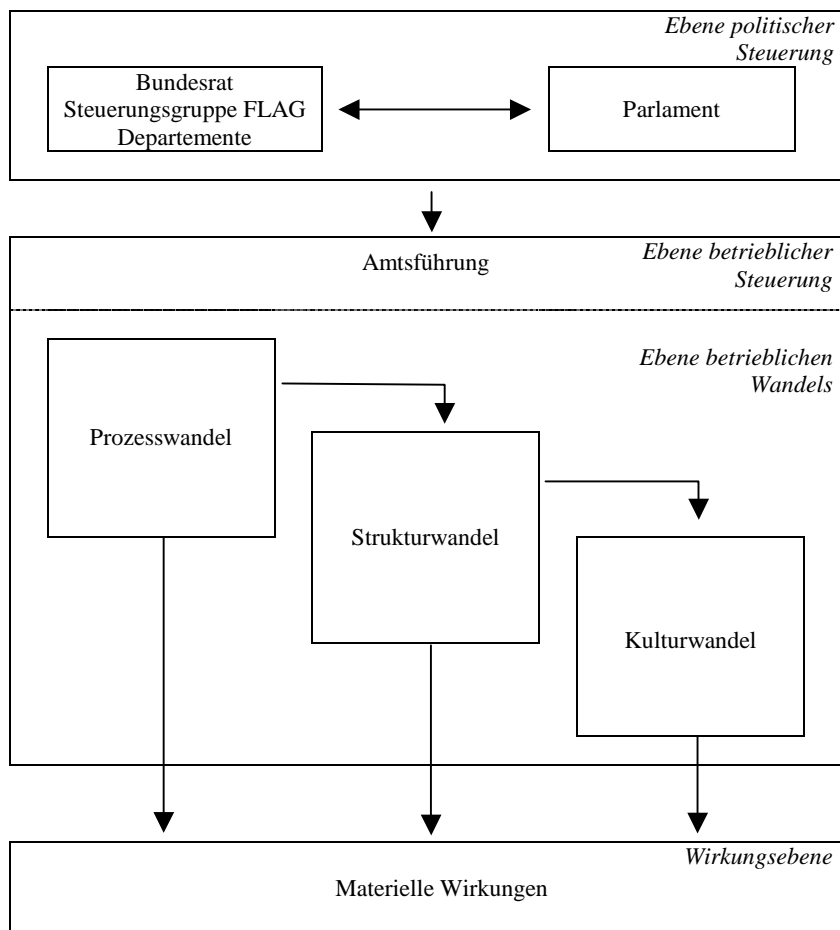 Ebene politischer
Steuerung
Bundesrat
Steuerungsgruppe FLAG
Departemente
Parlament
Ebene betrieblicher
Steuerung
Amtsführung
Ebene betrieblichen
Wandels
Prozesswandel
Strukturwandel
Kulturwandel
Wirkungsebene
Materielle Wirkungen